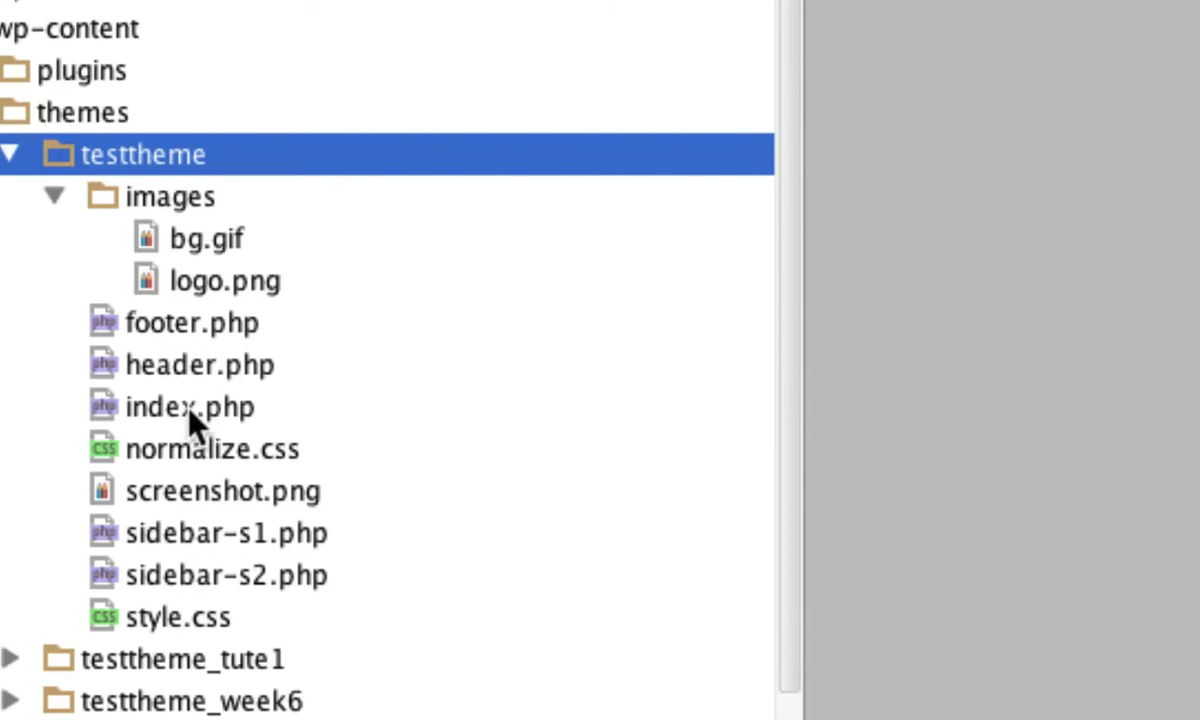 wp-content
plugins
themes
testtheme
images
bg.gif
logo.png
footer.php
header.php
index.php
normalize.css
screenshot.png
sidebar-s1.php
sidebar-s2.php
style.css
testtheme_tute1
testtheme_week6